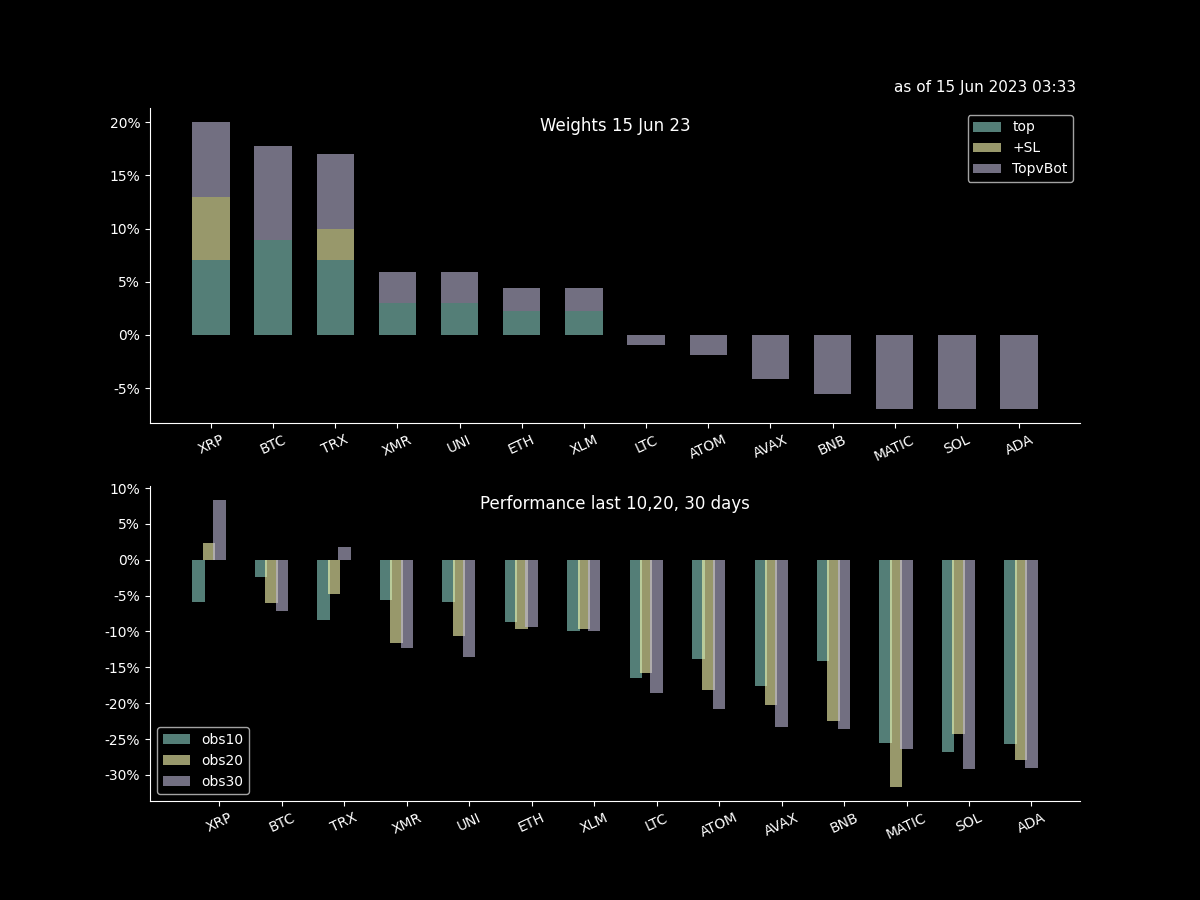 as of 15 Jun 2023 03:33
Weights 15 Jun 23
top
+SL
TopvBot
20%
15%
10%
5%
0%
-5%
XRP BTC TRX XMR UNI ETH XLM LTC ATOM AVAX BNB MATIC SOL ADA
Performance last 10,20, 30 days
10%
5%
0%
-5%
-10%
-15%
-20%
-25%
-30%
obs10
obs20
obs30
XRP BTC TRX XMR UNI ETH XLM LTC ATOM AVAX BNB MATIC SOL ADA